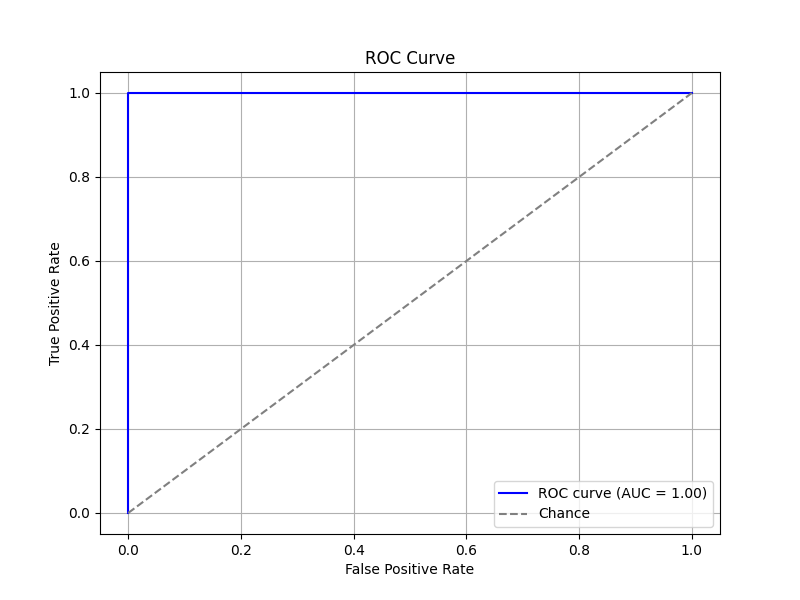 ROC Curve
True Positive Rate
1.0
0.8
0.6
0.4
0.2
0.0
0.0 0.2 0.4 0.6 0.8 1.0
False Positive Rate
ROC curve (AUC = 1.00)
Chance